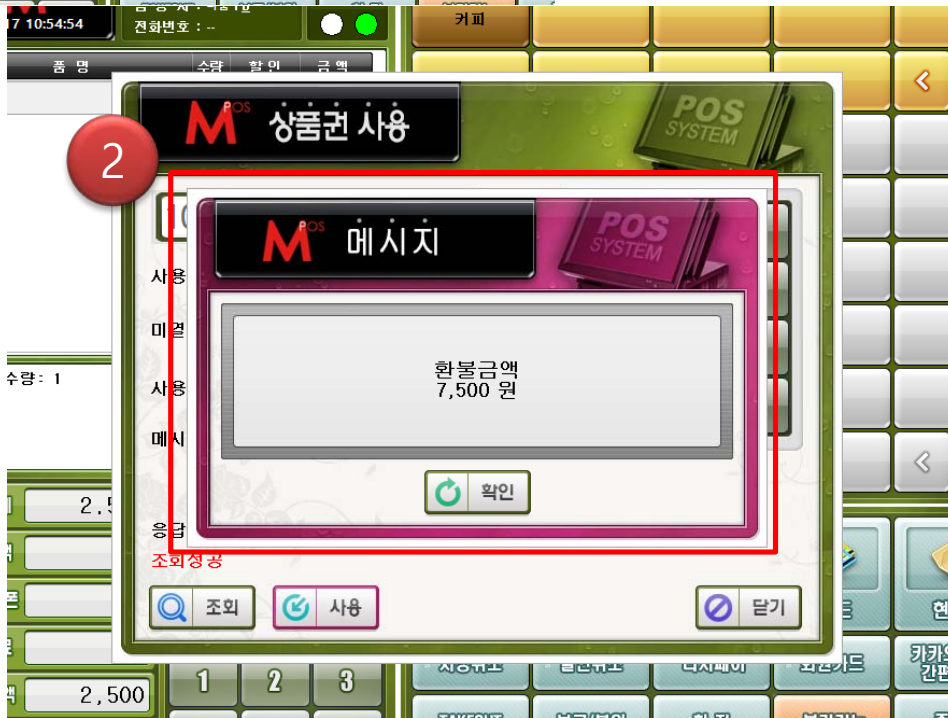 17 10:54:54
전화번호 : --
커피
품 명 수량 할 인 금 액
MPOS 상품권 사용
POS SYSTEM
2
10
MPOS 메시지
POS SYSTEM
사용
미결
사용
메시
수량: 1
환불금액
7,500 원
확인
응답
조회성공
조회
사용
닫기
2,5
2,500
1 2 3